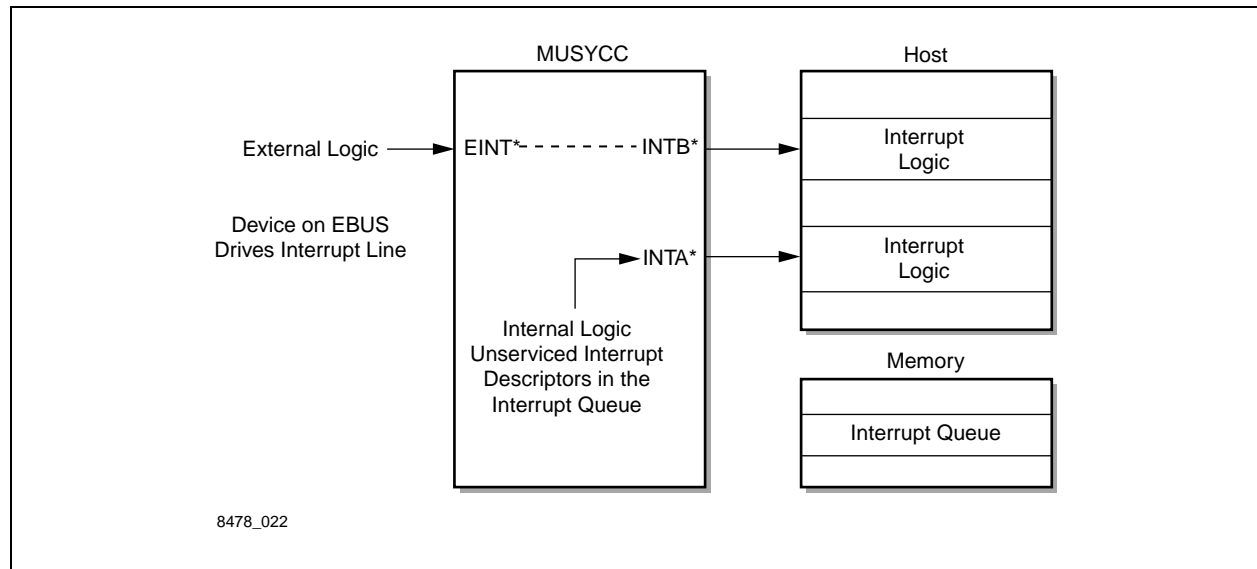 MUSYCC
Host
External Logic
EINT*
INTB*
Interrupt
Logic
Device on EBUS
Drives Interrupt Line
INTA*
Interrupt
Logic
Internal Logic
Unserviced Interrupt
Descriptors in the
Interrupt Queue
Memory
Interrupt Queue
8478_022